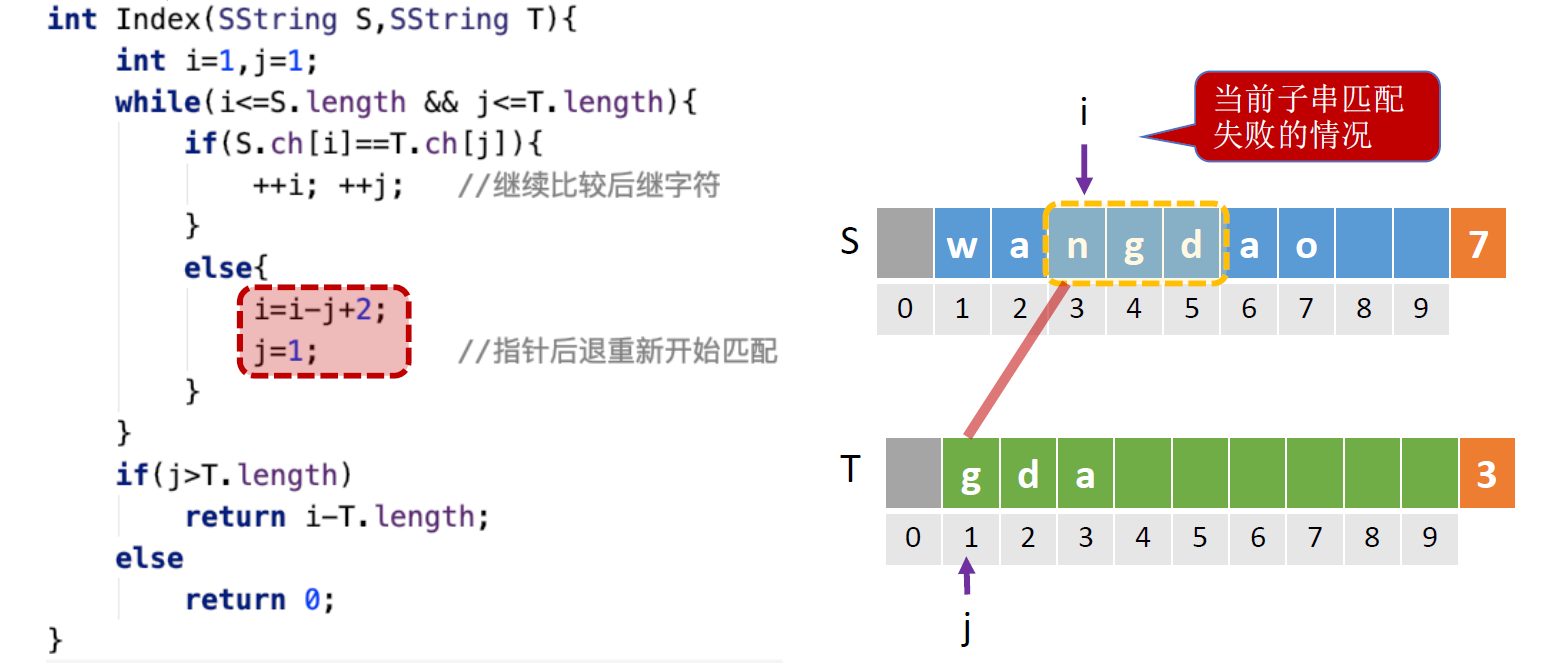 int Index(SString S,SString T){
int i=1,j=1;
while(i<=S.length && j<=T.length){
if(S.ch[i]==T.ch[j]){
++i; ++j; //继续比较后继字符
}
else{
i=i-j+2;
j=1; //指针后退重新开始匹配
}
}
if(j>T.length)
return i-T.length;
else
return 0;
}
当前子串匹配
失败的情况
i
S w a n g d a o 7
0 1 2 3 4 5 6 7 8 9
T g d a 3
0 1 2 3 4 5 6 7 8 9
j